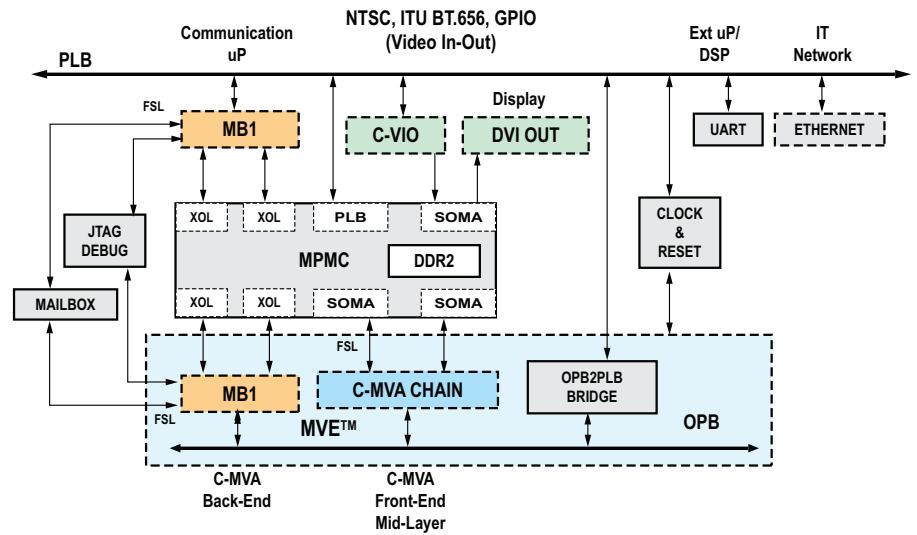 NTSC, ITU BT.656, GPIO
(Video In-Out)
Communication
uP
Ext uP/
DSP
IT
Network
PLB
FSL
Display
MB1
C-VIO
DVI OUT
UART
ETHERNET
XOL
XOL
PLB
SOMA
CLOCK
&
RESET
JTAG
DEBUG
MPMC
DDR2
MAILBOX
XOL
XOL
SOMA
SOMA
FSL
MB1
C-MVA CHAIN
OPB2PLB
BRIDGE
FSL
MVE™
OPB
C-MVA
Back-End
C-MVA
Front-End
Mid-Layer